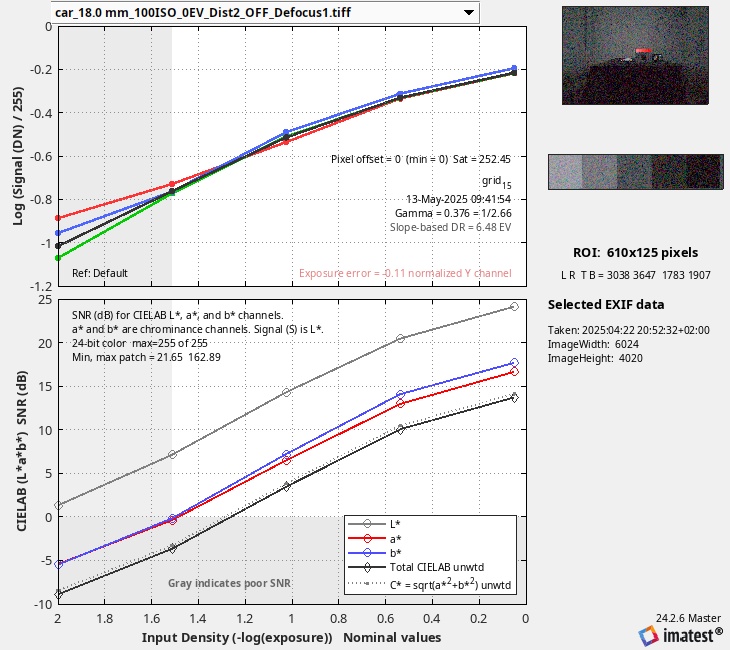 car_18.0 mm_100ISO_0EV_Dist2_OFF_Defocus1.tiff
Log (Signal (DN) / 255)
0
-0.2
-0.4
-0.6
-0.8
-1
-1.2
Pixel offset = 0 (min = 0) Sat = 252.45
grid15
13-May-2025 09:41:54
Gamma = 0.376 = 1/2.66
Slope-based DR = 6.48 EV
Ref: Default
Exposure error = -0.11 normalized Y channel
CIELAB (L*a*b*) SNR (dB)
25
20
15
10
5
0
-5
-10
SNR (dB) for CIELAB L*, a*, and b* channels.
a* and b* are chrominance channels. Signal (S) is L*.
24-bit color max=255 of 255
Min, max patch = 21.65 162.89
L*
a*
b*
Total CIELAB unwtd
C* = sqrt(a*2+b*2) unwtd
Gray indicates poor SNR
2 1.8 1.6 1.4 1.2 1 0.8 0.6 0.4 0.2 0
Input Density (-log(exposure)) Nominal values
ROI: 610x125 pixels
L R T B = 3038 3647 1783 1907
Selected EXIF data
Taken: 2025:04:22 20:52:32+02:00
ImageWidth: 6024
ImageHeight: 4020
24.2.6 Master
imatest®